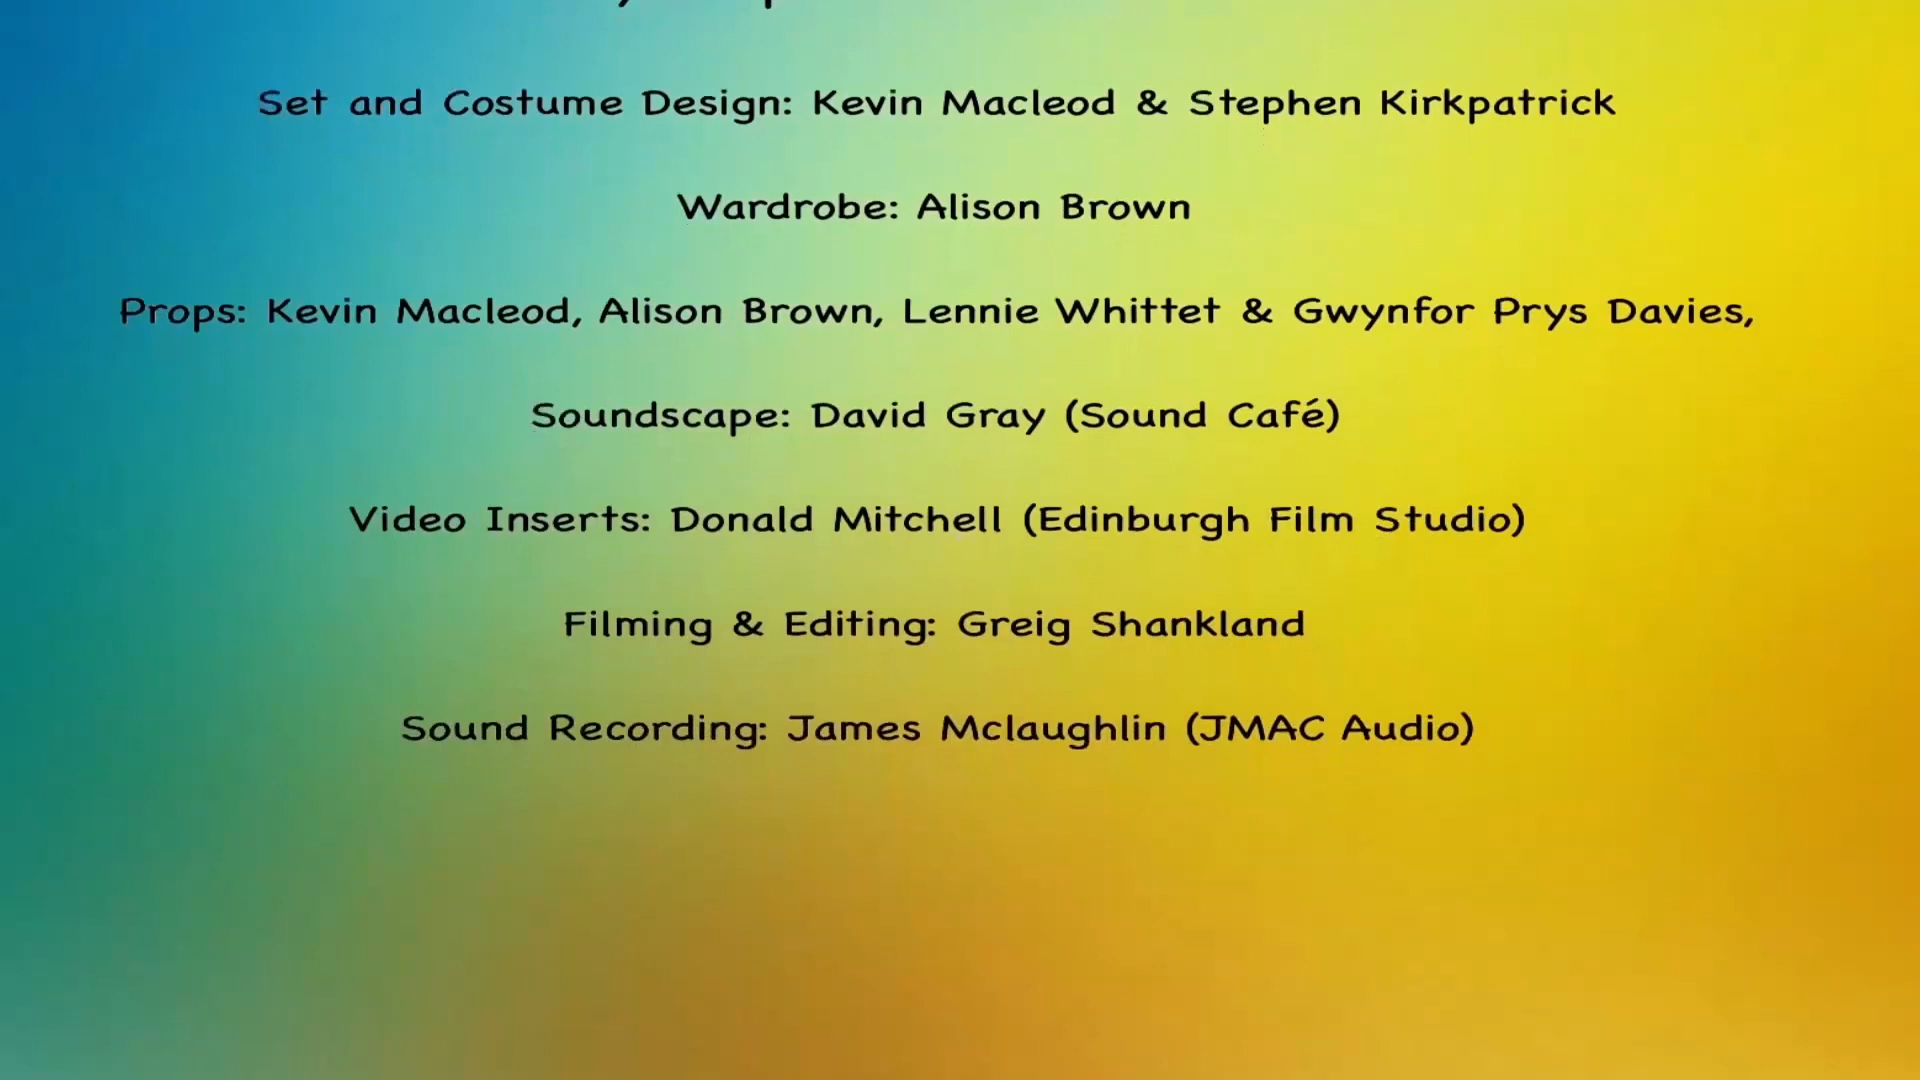 Set and Costume Design: Kevin Macleod & Stephen Kirkpatrick
Wardrobe: Alison Brown
Props: Kevin Macleod, Alison Brown, Lennie Whittet & Gwynfor Prys Davies,
Soundscape: David Gray (Sound Café)
Video Inserts: Donald Mitchell (Edinburgh Film Studio)
Filming & Editing: Greig Shankland
Sound Recording: James Mclaughlin (JMAC Audio)